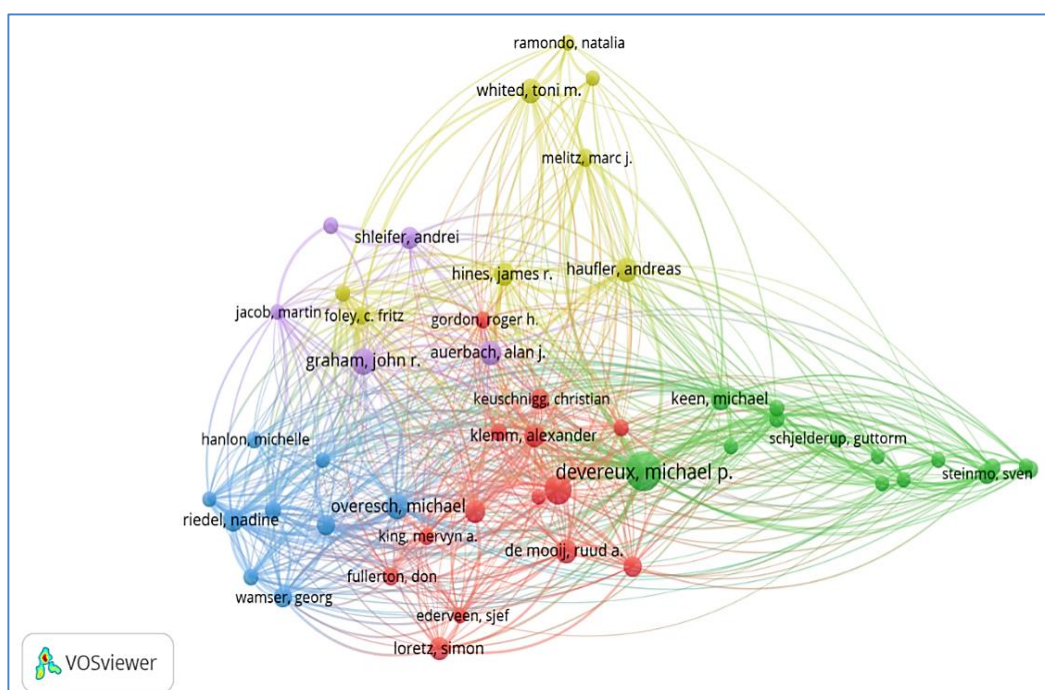 ramondo, natalia
whited, toni m.
melitz, marc j.
shleifer, andrei
hines, james r.
haufler, andreas
jacob, martin
foley, c. fritz
gordon, roger h.
graham, john r.
auerbach, alan j.
keuschnigg, christian
keen, michael
hanlon, michelle
klemm, alexander
schjelderup, guttorm
devereux, michael p.
steinmo, sven
riedel, nadine
overesch, michael
king, mervyn a.
de mooij, ruud a.
fullerton, don
wamser, georg
ederveen, sjef
loretz, simon
VOSviewer